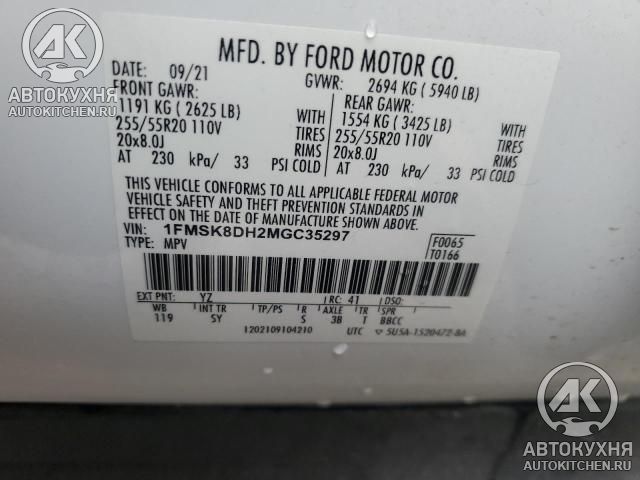 MFD. BY FORD MOTOR CO.
DATE: 09/21 GVWR: 2694 KG ( 5940 LB)
FRONT GAWR: REAR GAWR:
1191 KG ( 2625 LB) 1554 KG ( 3425 LB)
255/55R20 110V TIRES 255/55R20 110V TIRES
20x8.0J RIMS 20x8.0J RIMS
AT 230 kPa/ 33 PSI COLD AT 230 kPa/ 33 PSI COLD
THIS VEHICLE CONFORMS TO ALL APPLICABLE FEDERAL MOTOR
VEHICLE SAFETY AND THEFT PREVENTION STANDARDS IN
EFFECT ON THE DATE OF MANUFACTURE SHOWN ABOVE.
VIN: 1FMSK8DH2MGC35297
TYPE: MPV
F0065
T0166
EXT PNT: YZ RC: 41 DSO:
WB INT TR TP/PS R AXLE TR SPR
119 SY S 3B T BBCC
1202109104210 UTC 5U5A-1520472-BA
АК
АВТОКУХНЯ
AUTOKITCHEN.RU
АК
АВТОКУХНЯ
AUTOKITCHEN.RU